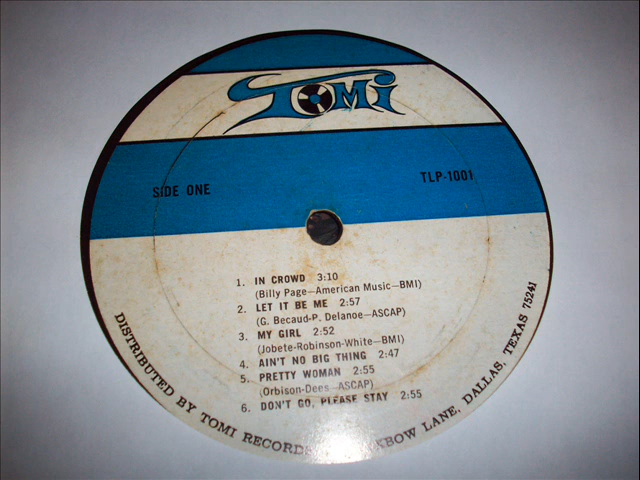 TOMI
SIDE ONE
TLP-1001
1. IN CROWD 3:10
(Billy Page—American Music—BMI)
2. LET IT BE ME 2:57
(G. Becaud-P. Delanoe—ASCAP)
3. MY GIRL 2:52
(Jobete-Robinson-White—BMI)
4. AIN'T NO BIG THING 2:47
5. PRETTY WOMAN 2:55
(Orbison-Dees—ASCAP)
6. DON'T GO, PLEASE STAY 2:55
DISTRIBUTED BY TOMI RECORDS LANE, DALLAS, TEXAS 75241